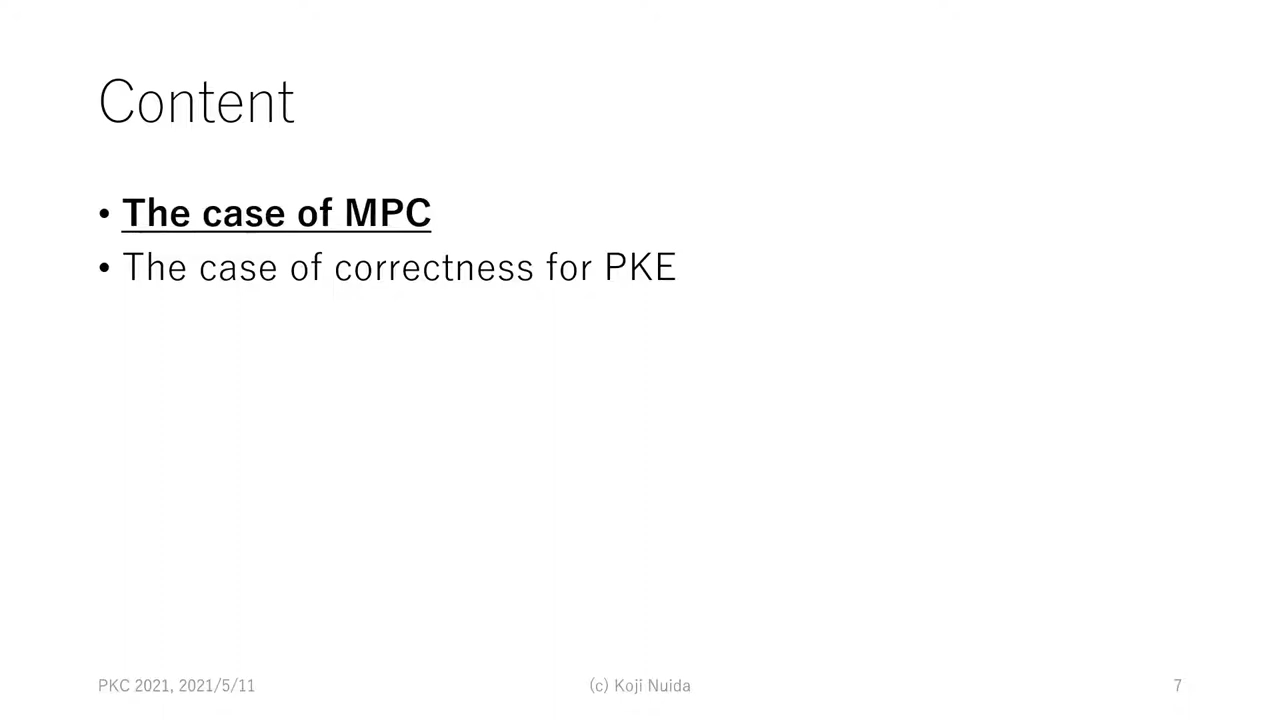 Content
• The case of MPC
• The case of correctness for PKE
PKC 2021, 2021/5/11
(c) Koji Nuida
7